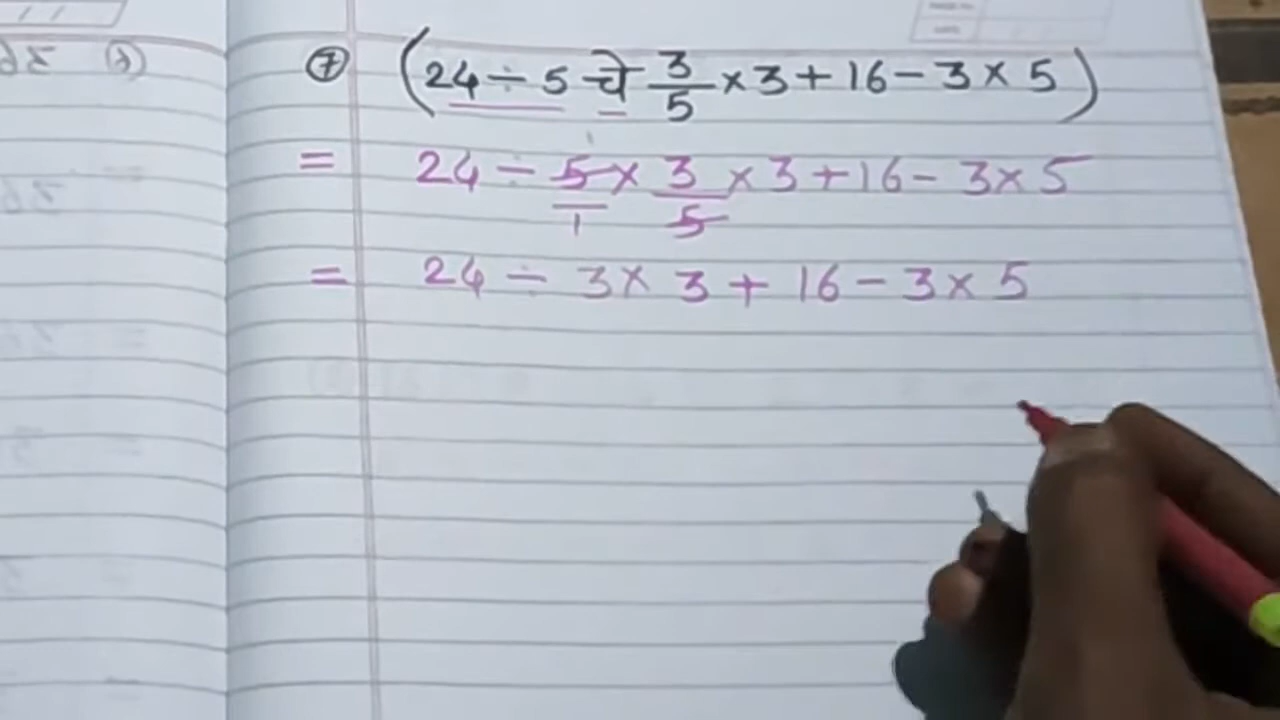 ⑦ (24 ÷ 5 चे 3/5 × 3 + 16 - 3 × 5)
= 24 ÷ 5/1 × 3/5 × 3 + 16 - 3 × 5
= 24 ÷ 3 × 3 + 16 - 3 × 5